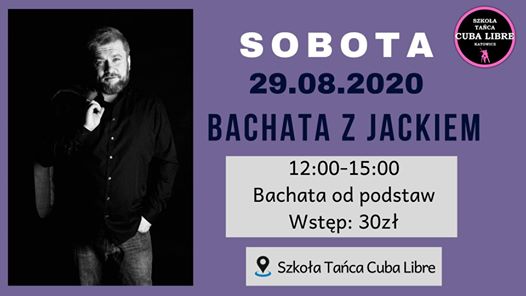 SOBOTA
SZKOŁA
TAŃCA
CUBA LIBRE
KATOWICE
29.08.2020
BACHATA Z JACKIEM
12:00-15:00
Bachata od podstaw
Wstęp: 30zł
Szkoła Tańca Cuba Libre